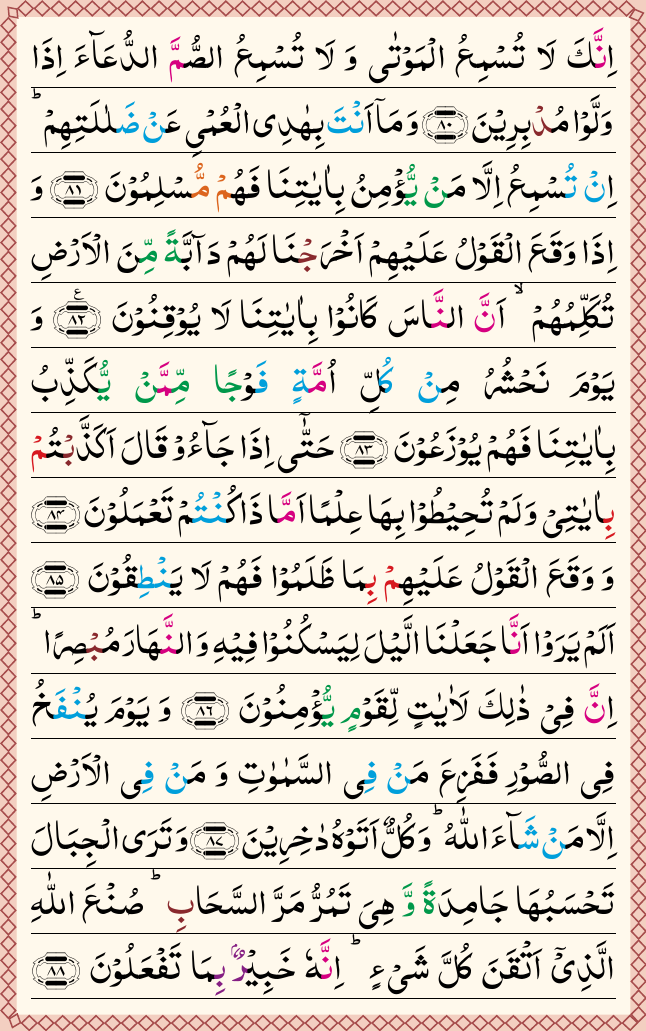 اِنَّكَ لَا تُسْمِعُ الْمَوْتٰى وَ لَا تُسْمِعُ الصُّمَّ الدُّعَآءَ اِذَا
وَلَّوْا مُدْبِرِیْنَ ﴿۸۰﴾ وَ مَاۤ اَنْتَ بِهٰدِی الْعُمْیِ عَنْ ضَلٰلَتِهِمْ ؕ
اِنْ تُسْمِعُ اِلَّا مَنْ یُّؤْمِنُ بِاٰیٰتِنَا فَهُمْ مُّسْلِمُوْنَ ﴿۸۱﴾ وَ
اِذَا وَقَعَ الْقَوْلُ عَلَیْهِمْ اَخْرَجْنَا لَهُمْ دَآبَّةً مِّنَ الْاَرْضِ
تُكَلِّمُهُمْ ۙ اَنَّ النَّاسَ كَانُوْا بِاٰیٰتِنَا لَا یُوْقِنُوْنَ ﴿۸۲﴾ ع وَ
یَوْمَ نَحْشُرُ مِنْ كُلِّ اُمَّةٍ فَوْجًا مِّمَّنْ یُّكَذِّبُ
بِاٰیٰتِنَا فَهُمْ یُوْزَعُوْنَ ﴿۸۳﴾ حَتّٰۤی اِذَا جَآءُوْ قَالَ اَكَذَّبْتُمْ
بِاٰیٰتِیْ وَ لَمْ تُحِیْطُوْا بِهَا عِلْمًا اَمَّا ذَا كُنْتُمْ تَعْمَلُوْنَ ﴿۸۴﴾
وَ وَقَعَ الْقَوْلُ عَلَیْهِمْ بِمَا ظَلَمُوْا فَهُمْ لَا یَنْطِقُوْنَ ﴿۸۵﴾
اَلَمْ یَرَوْا اَنَّا جَعَلْنَا الَّیْلَ لِیَسْكُنُوْا فِیْهِ وَ النَّهَارَ مُبْصِرًا ؕ
اِنَّ فِیْ ذٰلِكَ لَاٰیٰتٍ لِّقَوْمٍ یُّؤْمِنُوْنَ ﴿۸۶﴾ وَ یَوْمَ یُنْفَخُ
فِی الصُّوْرِ فَفَزِعَ مَنْ فِی السَّمٰوٰتِ وَ مَنْ فِی الْاَرْضِ
اِلَّا مَنْ شَآءَ اللّٰهُ ؕ وَ كُلٌّ اَتَوْهُ دٰخِرِیْنَ ﴿۸۷﴾ وَ تَرَی الْجِبَالَ
تَحْسَبُهَا جَامِدَةً وَّ هِیَ تَمُرُّ مَرَّ السَّحَابِ ؕ صُنْعَ اللّٰهِ
الَّذِیْۤ اَتْقَنَ كُلَّ شَیْءٍ ؕ اِنَّهٗ خَبِیْرٌۢ بِمَا تَفْعَلُوْنَ ﴿۸۸﴾